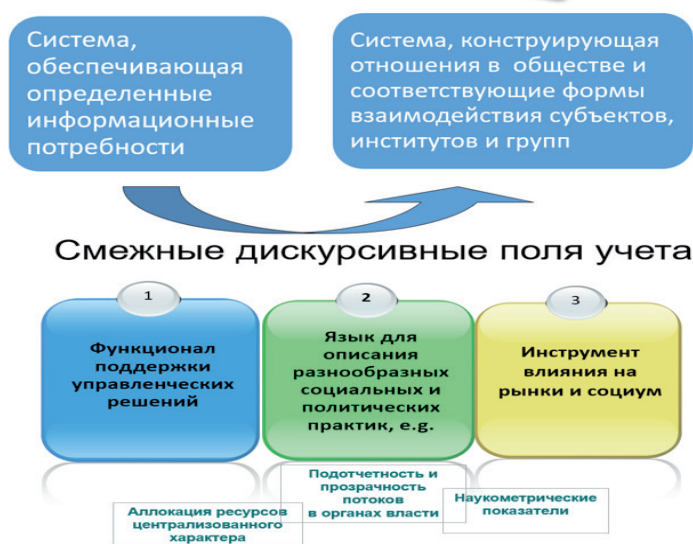 Система,
обеспечивающая
определенные
информационные
потребности
Система, конструирующая
отношения в обществе и
соответствующие формы
взаимодействия субъектов,
институтов и групп
Смежные дискурсивные поля учета
1
Функционал
поддержки
управленческих
решений
2
Язык для
описания
разнообразных
социальных и
политических
практик, e.g.
3
Инструмент
влияния на
рынки и социум
Подотчетность и
прозрачность
потоков
в органах власти
Наукометрические
показатели
Аллокация ресурсов
централизованного
характера